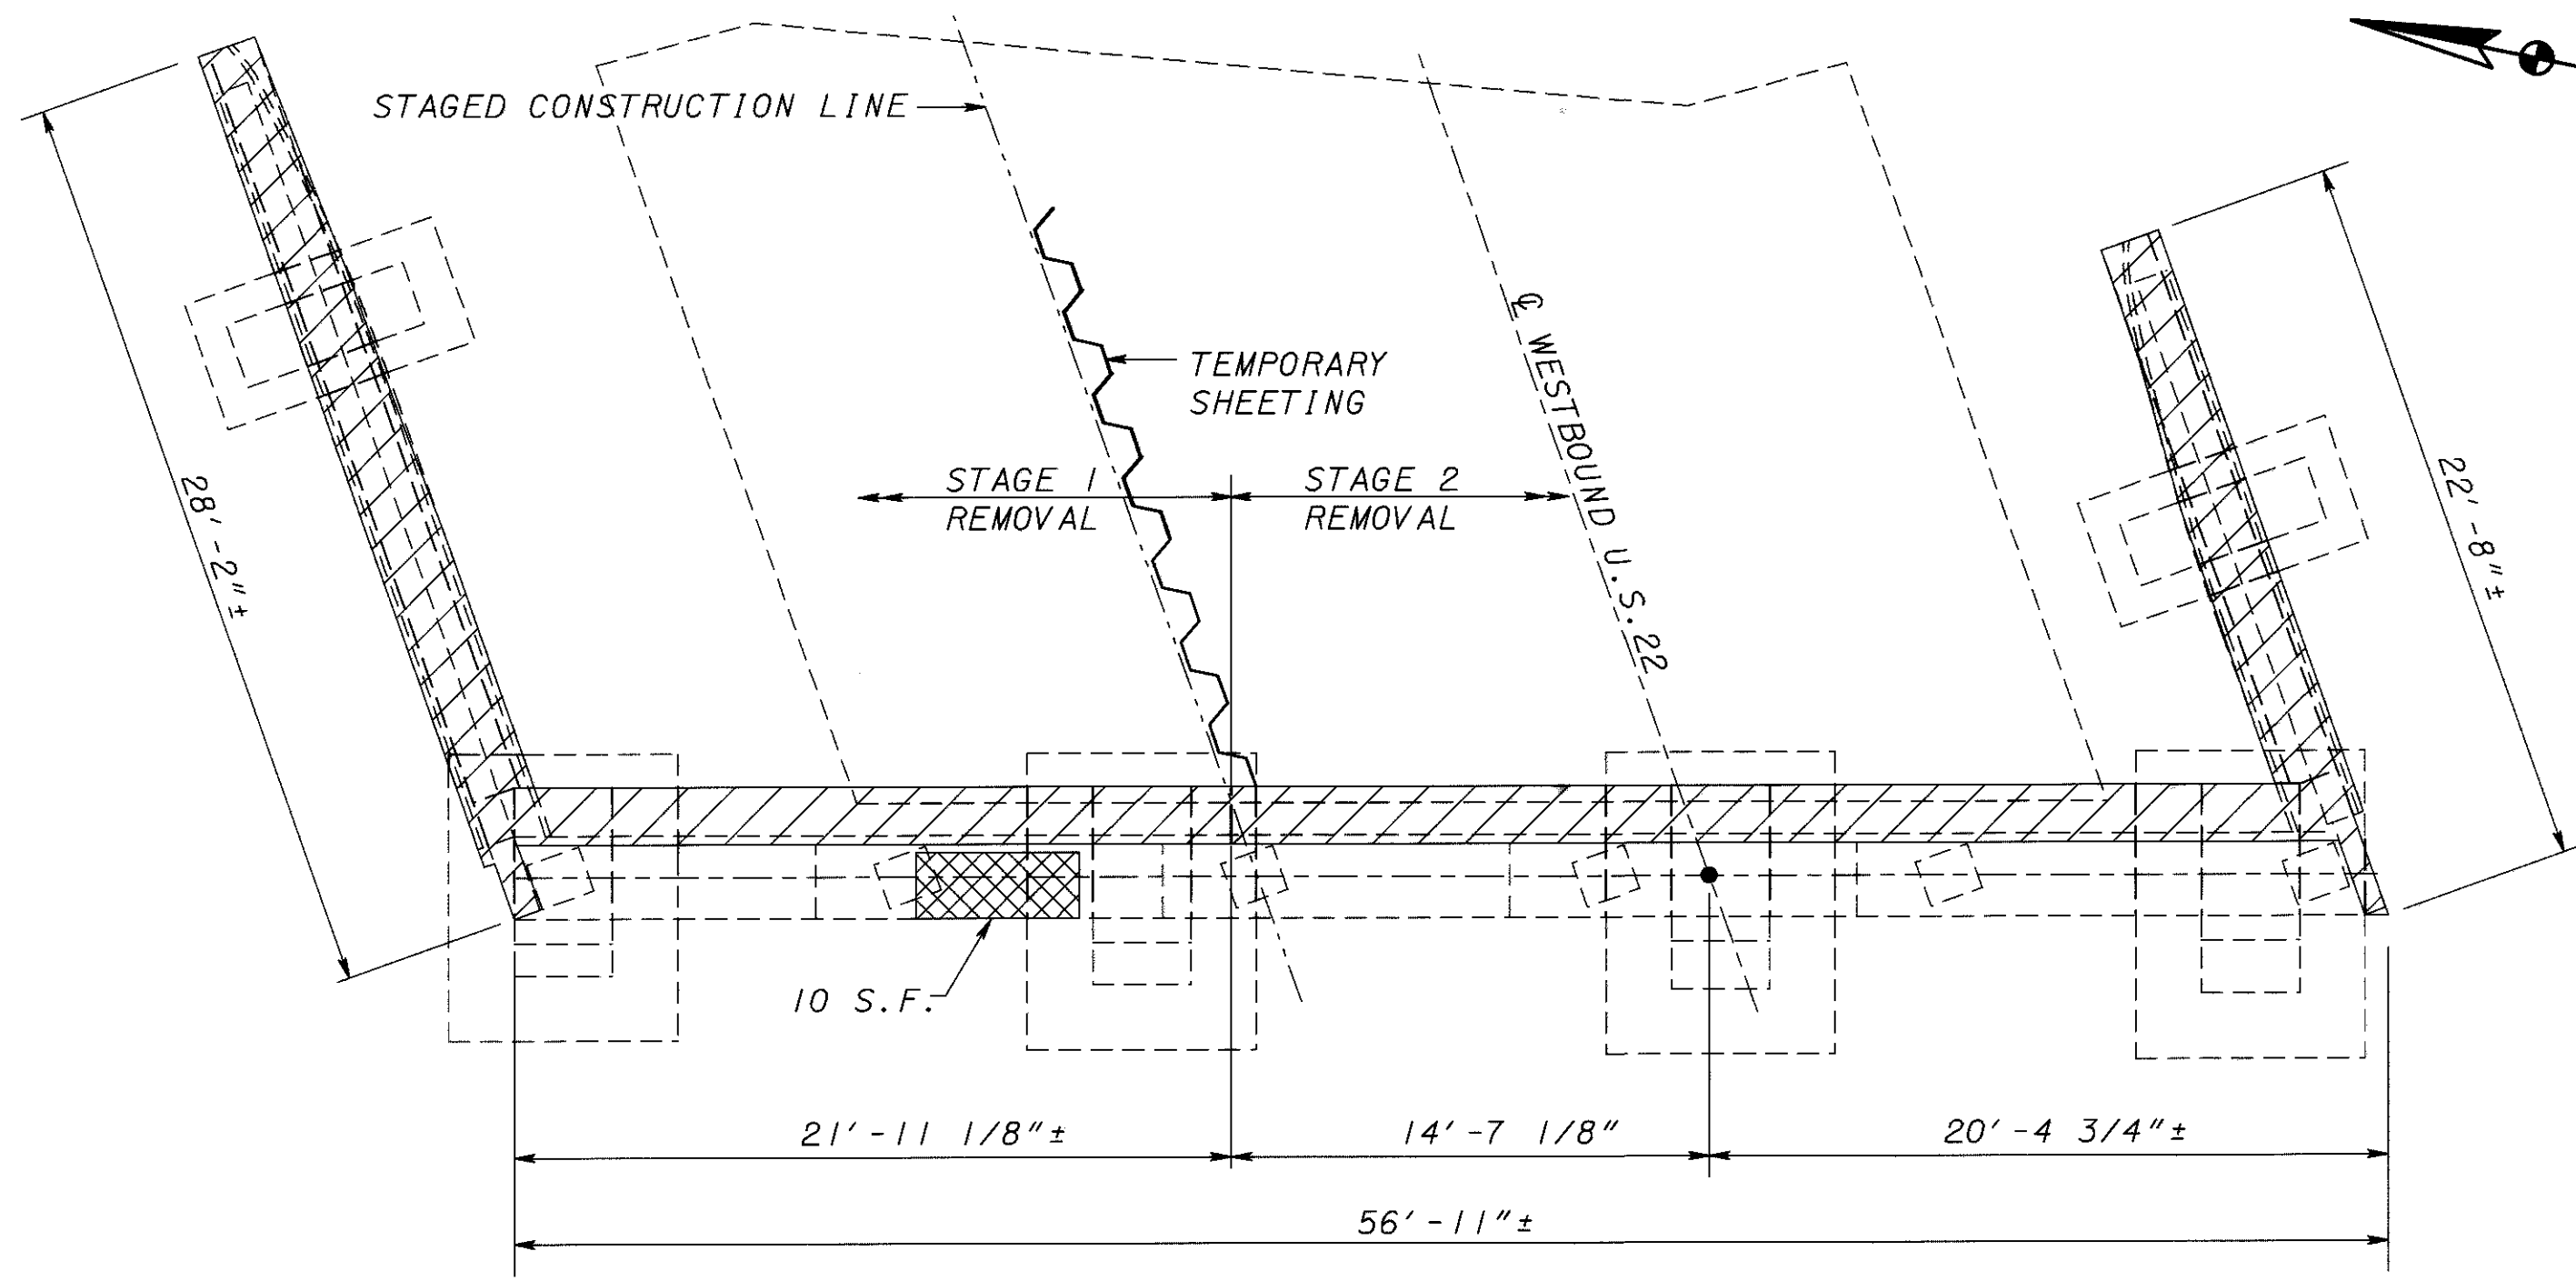 STAGED CONSTRUCTION LINE
TEMPORARY
SHEETING
STAGE 1
REMOVAL
STAGE 2
REMOVAL
℄ WESTBOUND U.S.22
28'-2"±
22'-8"±
10 S.F.
21'-11 1/8"±
14'-7 1/8"
20'-4 3/4"±
56'-11"±